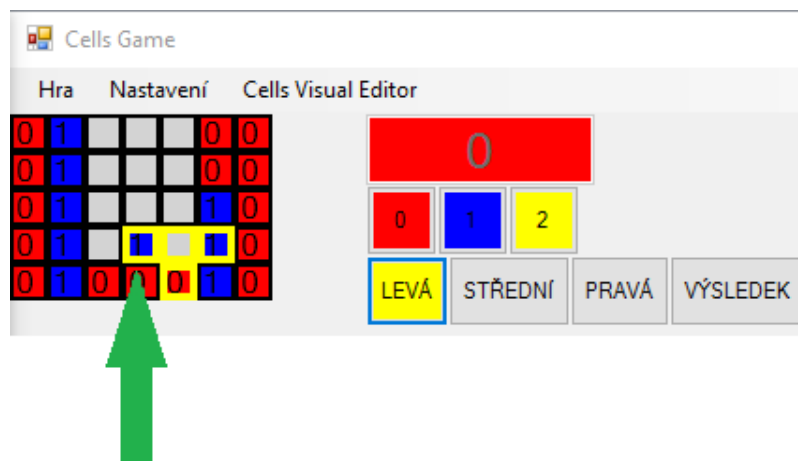 Cells Game
Hra Nastavení Cells Visual Editor
0 1 0 0
0 1 0 0
0 1 1 0
0 1 1 1 0
0 1 0 0 0 1 0
0
0 1 2
LEVÁ STŘEDNÍ PRAVÁ VÝSLEDEK